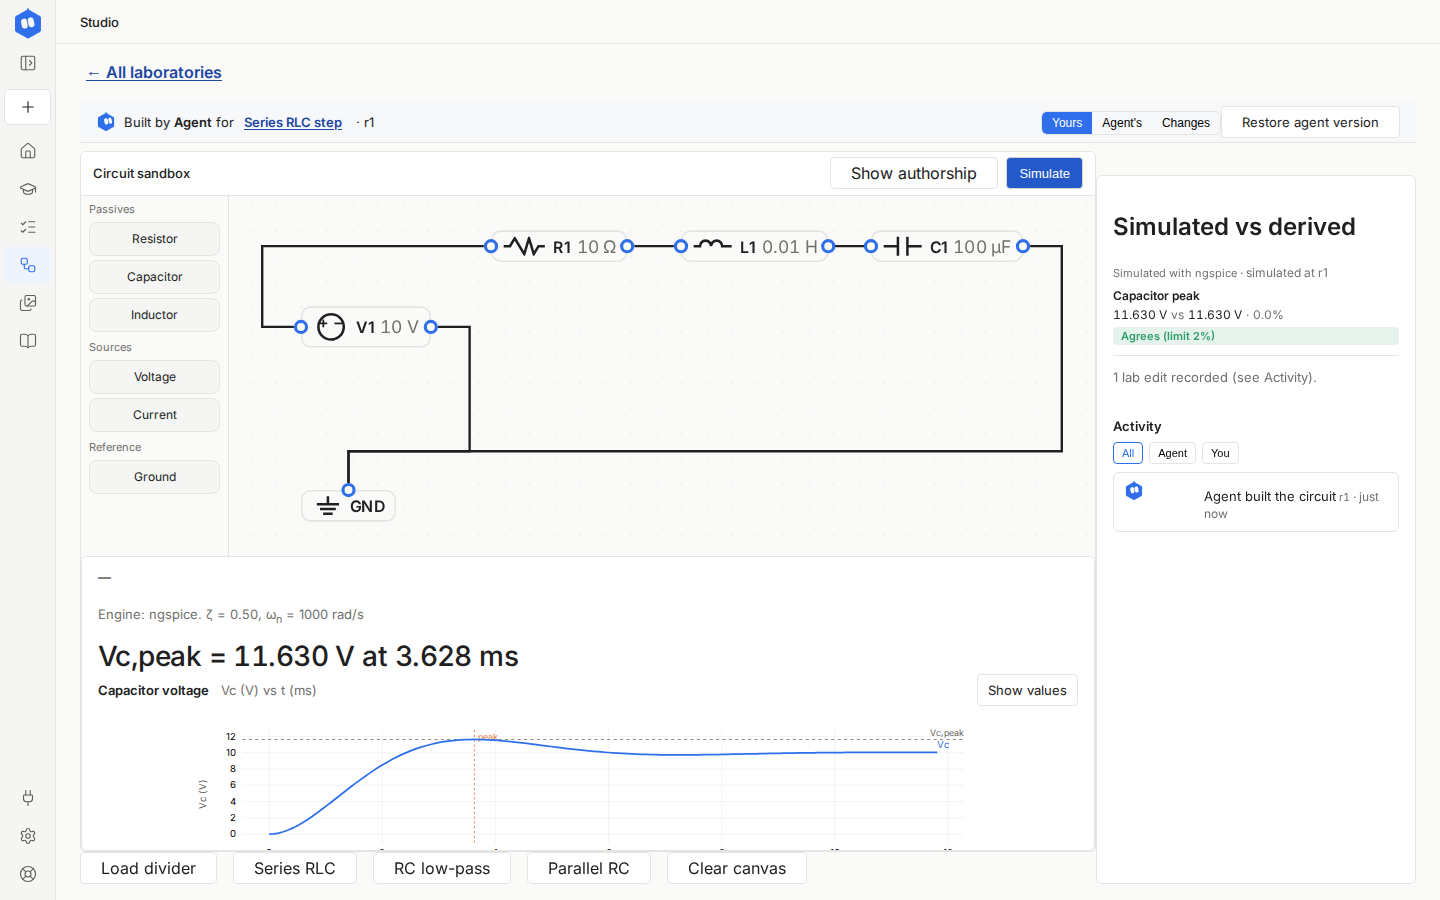 Studio
← All laboratories
Built by Agent for Series RLC step · r1
Yours Agent's Changes Restore agent version
Circuit sandbox
Show authorship Simulate
Passives
Resistor
Capacitor
Inductor
Sources
Voltage
Current
Reference
Ground
R1 10 Ω
L1 0.01 H
C1 100 µF
V1 10 V
GND
—
Engine: ngspice. ζ = 0.50, ωn = 1000 rad/s
Vc,peak = 11.630 V at 3.628 ms
Capacitor voltage Vc (V) vs t (ms)
Show values
12
10
8
6
4
2
0
Vc (V)
peak
Vc,peak
Vc
Load divider
Series RLC
RC low-pass
Parallel RC
Clear canvas
Simulated vs derived
Simulated with ngspice · simulated at r1
Capacitor peak
11.630 V vs 11.630 V · 0.0%
Agrees (limit 2%)
1 lab edit recorded (see Activity).
Activity
All Agent You
Agent built the circuit r1 · just
now